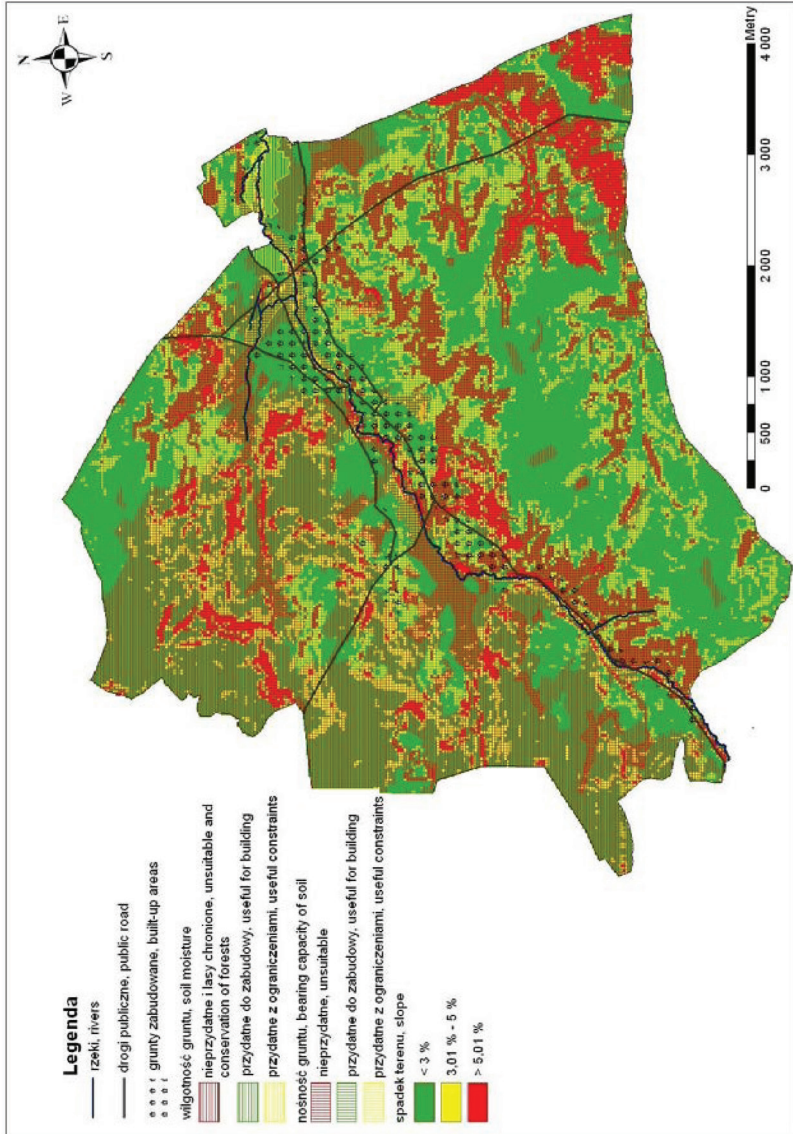 N
E
W
S
Legenda
rzeki, rivers
drogi publiczne, public road
grunty zabudowane, built-up areas
wilgotność gruntu, soil moisture
nieprzydatne i lasy chronione, unsuitable and
conservation of forests
przydatne do zabudowy, useful for building
przydatne z ograniczeniami, useful constraints
nośność gruntu, bearing capacity of soil
nieprzydatne, unsuitable
przydatne do zabudowy, useful for building
przydatne z ograniczeniami, useful constraints
spadek terenu, slope
< 3 %
3,01 % - 5 %
> 5,01 %
0 500 1 000 2 000 3 000 4 000
Metry